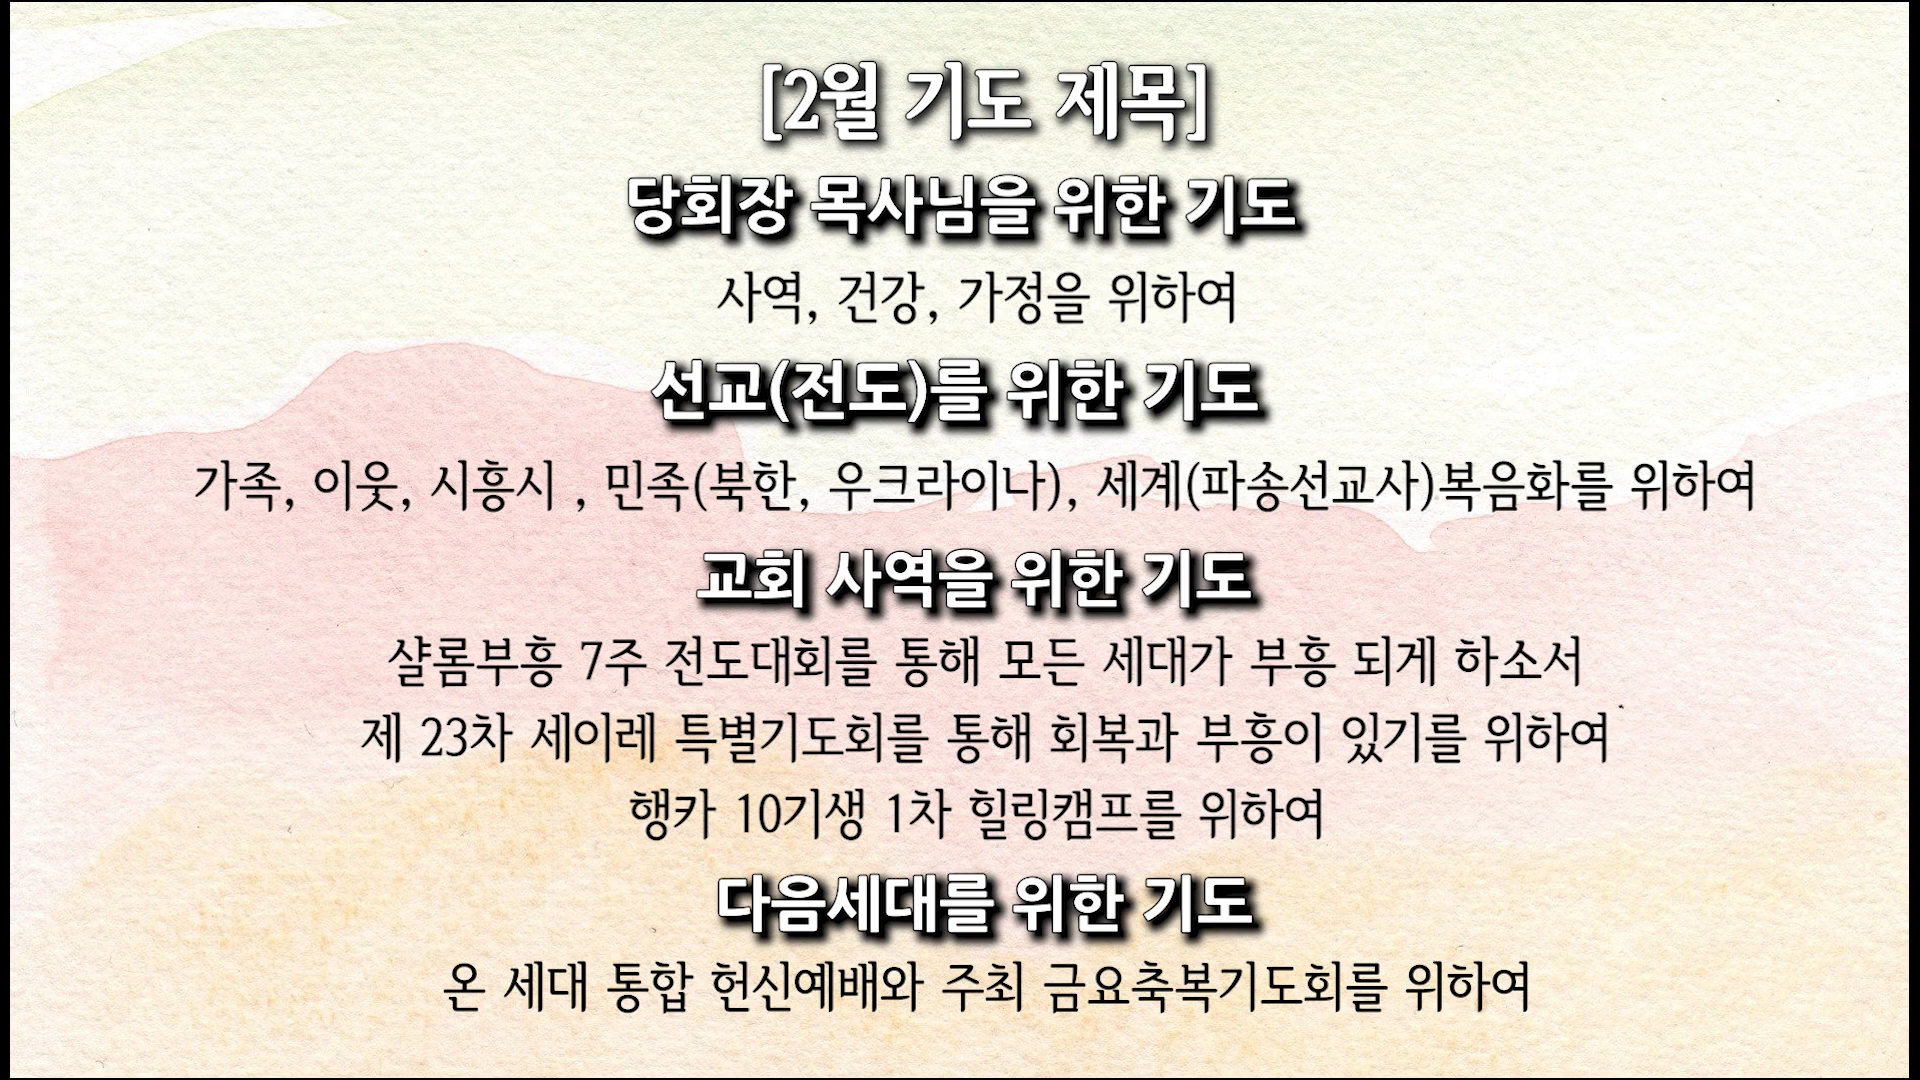 [2월 기도 제목]
당회장 목사님을 위한 기도
사역, 건강, 가정을 위하여
선교(전도)를 위한 기도
가족, 이웃, 시흥시 , 민족(북한, 우크라이나), 세계(파송선교사)복음화를 위하여
교회 사역을 위한 기도
샬롬부흥 7주 전도대회를 통해 모든 세대가 부흥 되게 하소서
제 23차 세이레 특별기도회를 통해 회복과 부흥이 있기를 위하여
행카 10기생 1차 힐링캠프를 위하여
다음세대를 위한 기도
온 세대 통합 헌신예배와 주최 금요축복기도회를 위하여